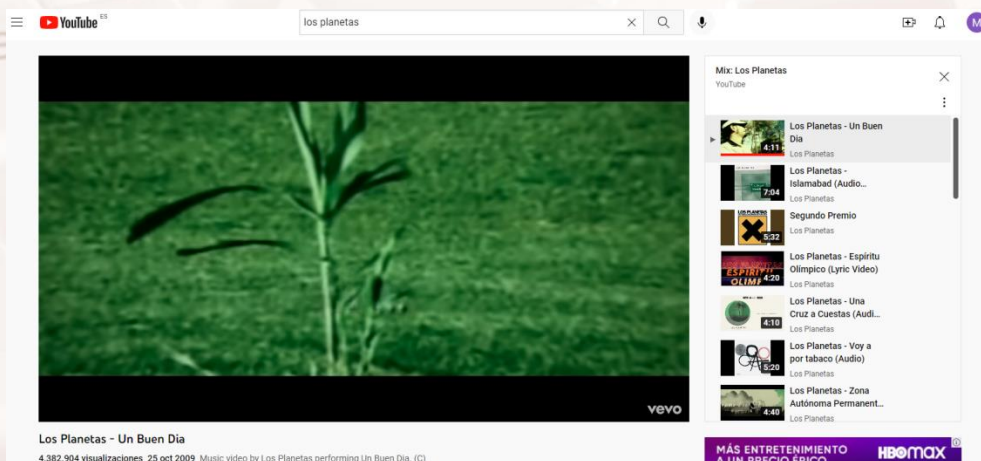 YouTube ES
los planetas
M
vevo
Los Planetas - Un Buen Dia
4.382.904 visualizaciones 25 oct 2009 Music video by Los Planetas performing Un Buen Dia. (C)
Mix: Los Planetas
YouTube
Los Planetas - Un Buen
Dia
Los Planetas
4:11
Los Planetas -
Islamabad (Audio...
Los Planetas
7:04
Segundo Premio
Los Planetas
5:32
Los Planetas - Espíritu
Olímpico (Lyric Video)
Los Planetas
4:20
Los Planetas - Una
Cruz a Cuestas (Audi...
Los Planetas
4:10
Los Planetas - Voy a
por tabaco (Audio)
Los Planetas
5:20
Los Planetas - Zona
Autónoma Permanent...
Los Planetas
4:40
MÁS ENTRETENIMIENTO
A UN PRECIO ÉPICO
HBOMAX